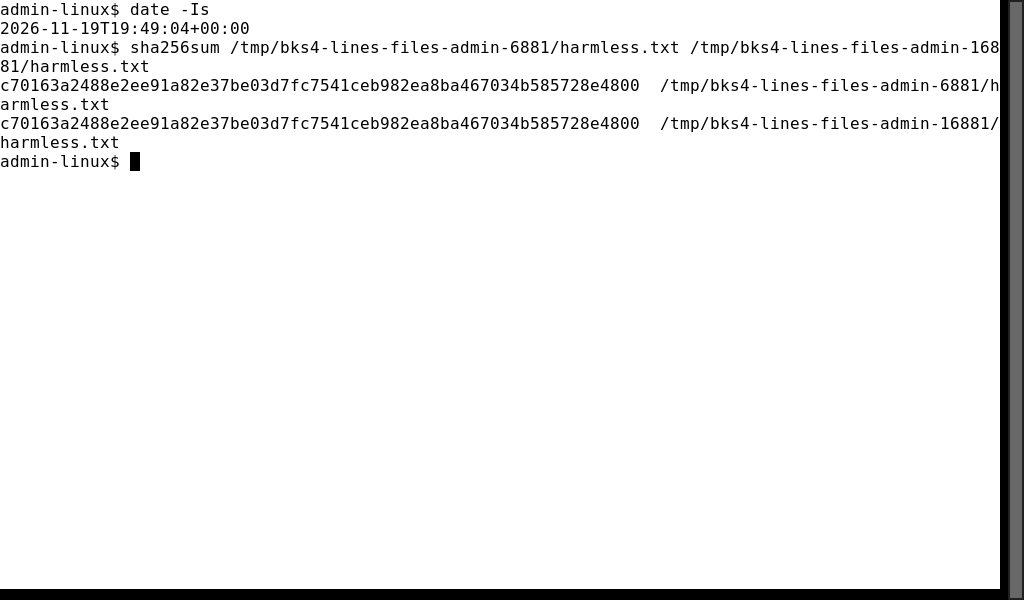 admin-linux$ date -Is
2026-11-19T19:49:04+00:00
admin-linux$ sha256sum /tmp/bks4-lines-files-admin-6881/harmless.txt /tmp/bks4-lines-files-admin-168
81/harmless.txt
c70163a2488e2ee91a82e37be03d7fc7541ceb982ea8ba467034b585728e4800  /tmp/bks4-lines-files-admin-6881/h
armless.txt
c70163a2488e2ee91a82e37be03d7fc7541ceb982ea8ba467034b585728e4800  /tmp/bks4-lines-files-admin-16881/
harmless.txt
admin-linux$